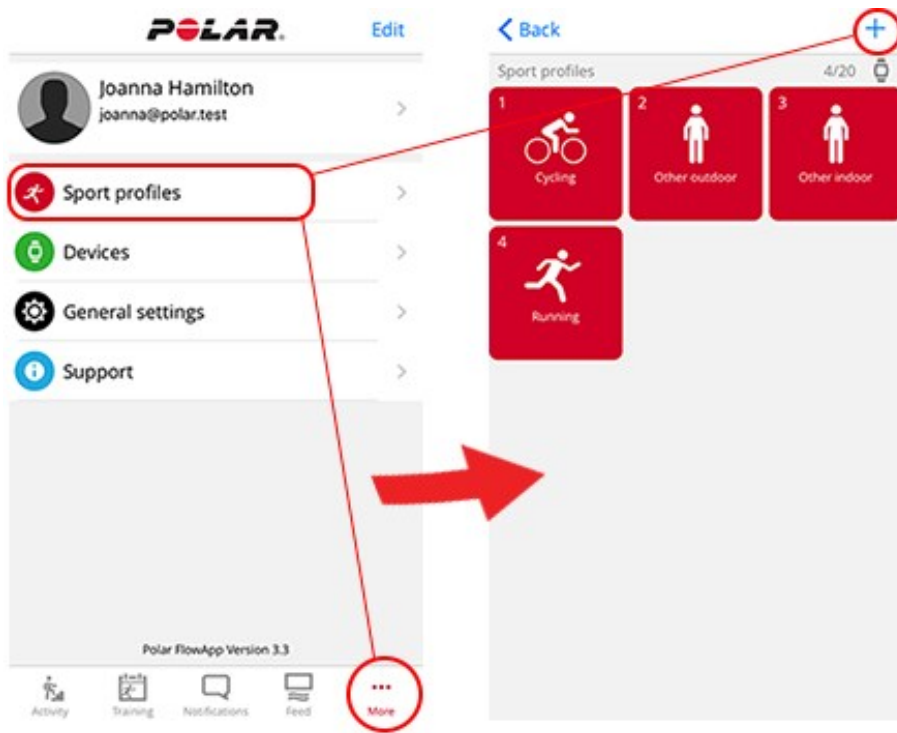 POLAR.
Edit
Joanna Hamilton
joanna@polar.test
Sport profiles
Devices
General settings
Support
Polar FlowApp Version 3.3
Activity
Training
Notifications
Feed
More
Back
+
Sport profiles 4/20
1
Cycling
2
Other outdoor
3
Other indoor
4
Running